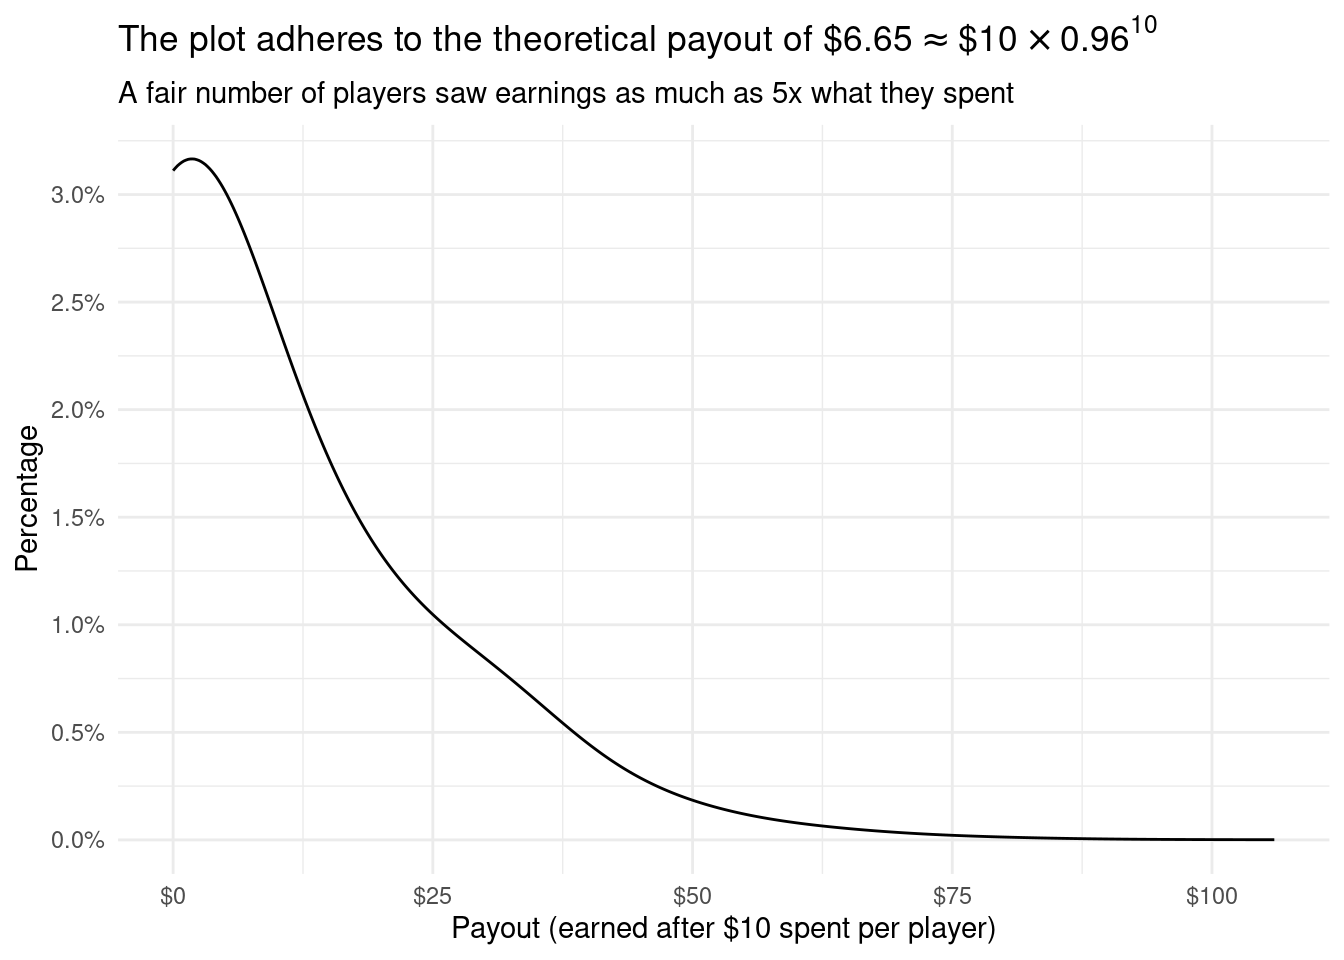 The plot adheres to the theoretical payout of $6.65 ≈ $10 × 0.96¹⁰
A fair number of players saw earnings as much as 5x what they spent
3.0%
2.5%
2.0%
1.5%
1.0%
0.5%
0.0%
Percentage
$0 $25 $50 $75 $100
Payout (earned after $10 spent per player)